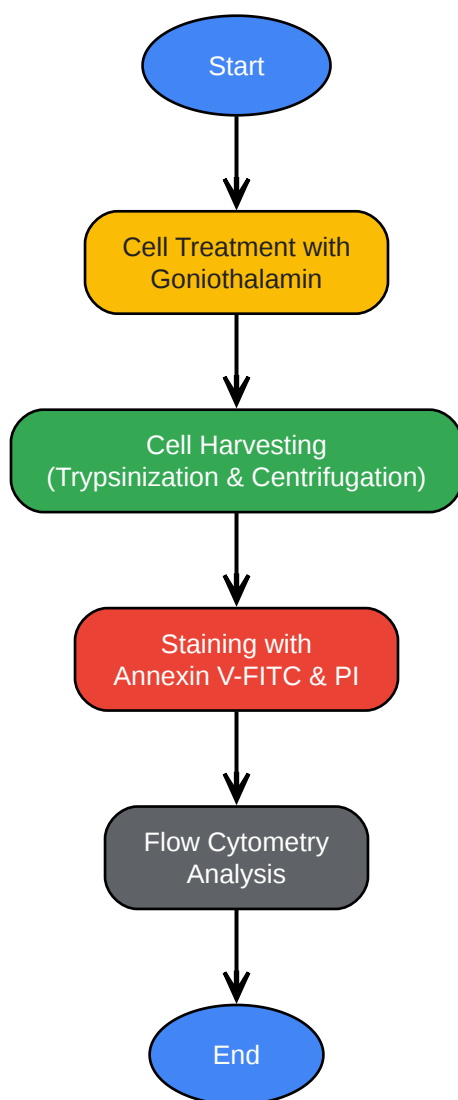 Start
Cell Treatment with
Goniothalamin
Cell Harvesting
(Trypsinization & Centrifugation)
Staining with
Annexin V-FITC & PI
Flow Cytometry
Analysis
End